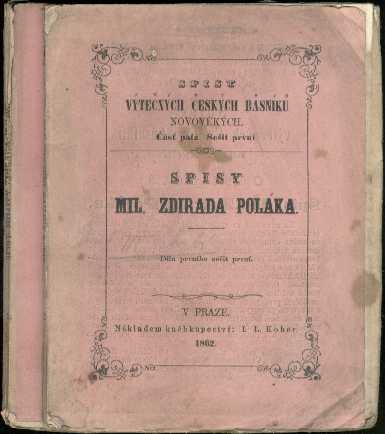 SPISY
VÝTEČNÝCH ČESKÝCH BÁSNÍKŮ
NOVOVĚKÝCH.
Část pátá Sešit první
SPISY
MIL. ZDIRADA POLÁKA.
Dílu prvního sešit první.
V PRAZE.
Nákladem kněhkupectví: I. L. Kober
1862.